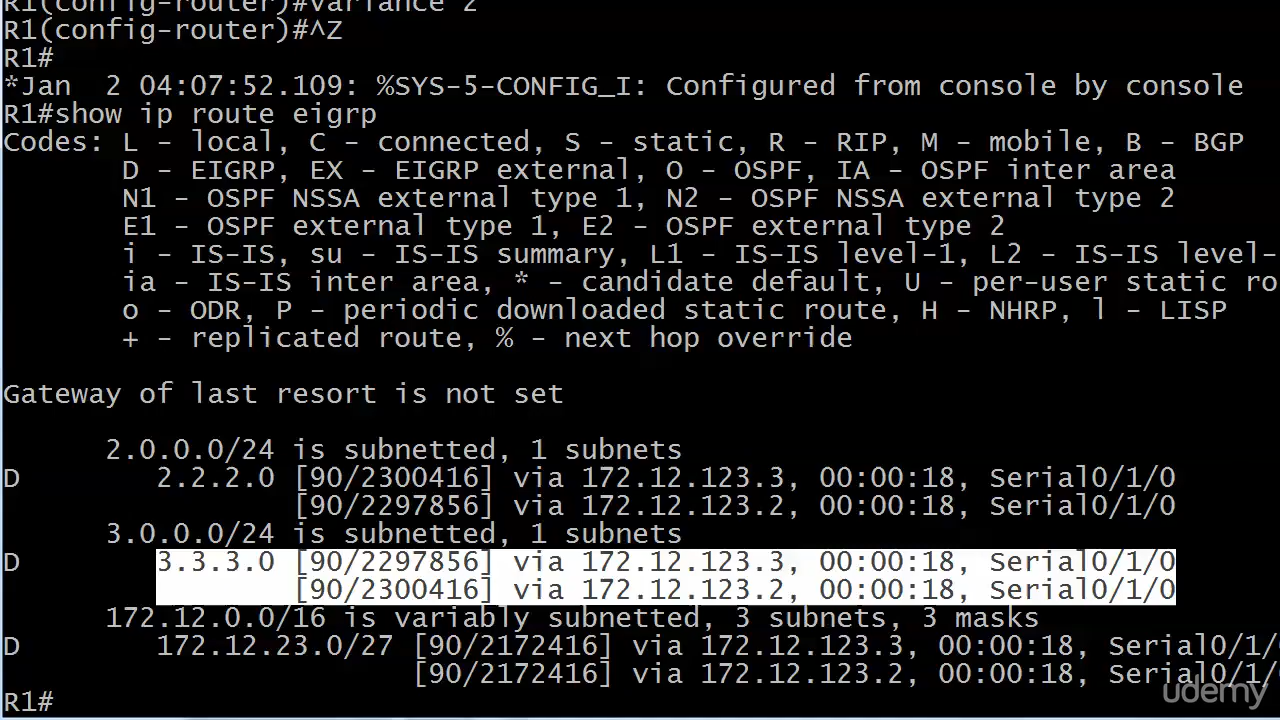 R1(config-router)#variance 2
R1(config-router)#^Z
R1#
*Jan  2 04:07:52.109: %SYS-5-CONFIG_I: Configured from console by console
R1#show ip route eigrp
Codes: L - local, C - connected, S - static, R - RIP, M - mobile, B - BGP
       D - EIGRP, EX - EIGRP external, O - OSPF, IA - OSPF inter area
       N1 - OSPF NSSA external type 1, N2 - OSPF NSSA external type 2
       E1 - OSPF external type 1, E2 - OSPF external type 2
       i - IS-IS, su - IS-IS summary, L1 - IS-IS level-1, L2 - IS-IS level-
       ia - IS-IS inter area, * - candidate default, U - per-user static ro
       o - ODR, P - periodic downloaded static route, H - NHRP, l - LISP
       + - replicated route, % - next hop override
Gateway of last resort is not set
      2.0.0.0/24 is subnetted, 1 subnets
D        2.2.2.0 [90/2300416] via 172.12.123.3, 00:00:18, Serial0/1/0
                 [90/2297856] via 172.12.123.2, 00:00:18, Serial0/1/0
      3.0.0.0/24 is subnetted, 1 subnets
D        3.3.3.0 [90/2297856] via 172.12.123.3, 00:00:18, Serial0/1/0
                 [90/2300416] via 172.12.123.2, 00:00:18, Serial0/1/0
      172.12.0.0/16 is variably subnetted, 3 subnets, 3 masks
D        172.12.23.0/27 [90/2172416] via 172.12.123.3, 00:00:18, Serial0/1/
                        [90/2172416] via 172.12.123.2, 00:00:18, Serial0/1/
R1#
udemy